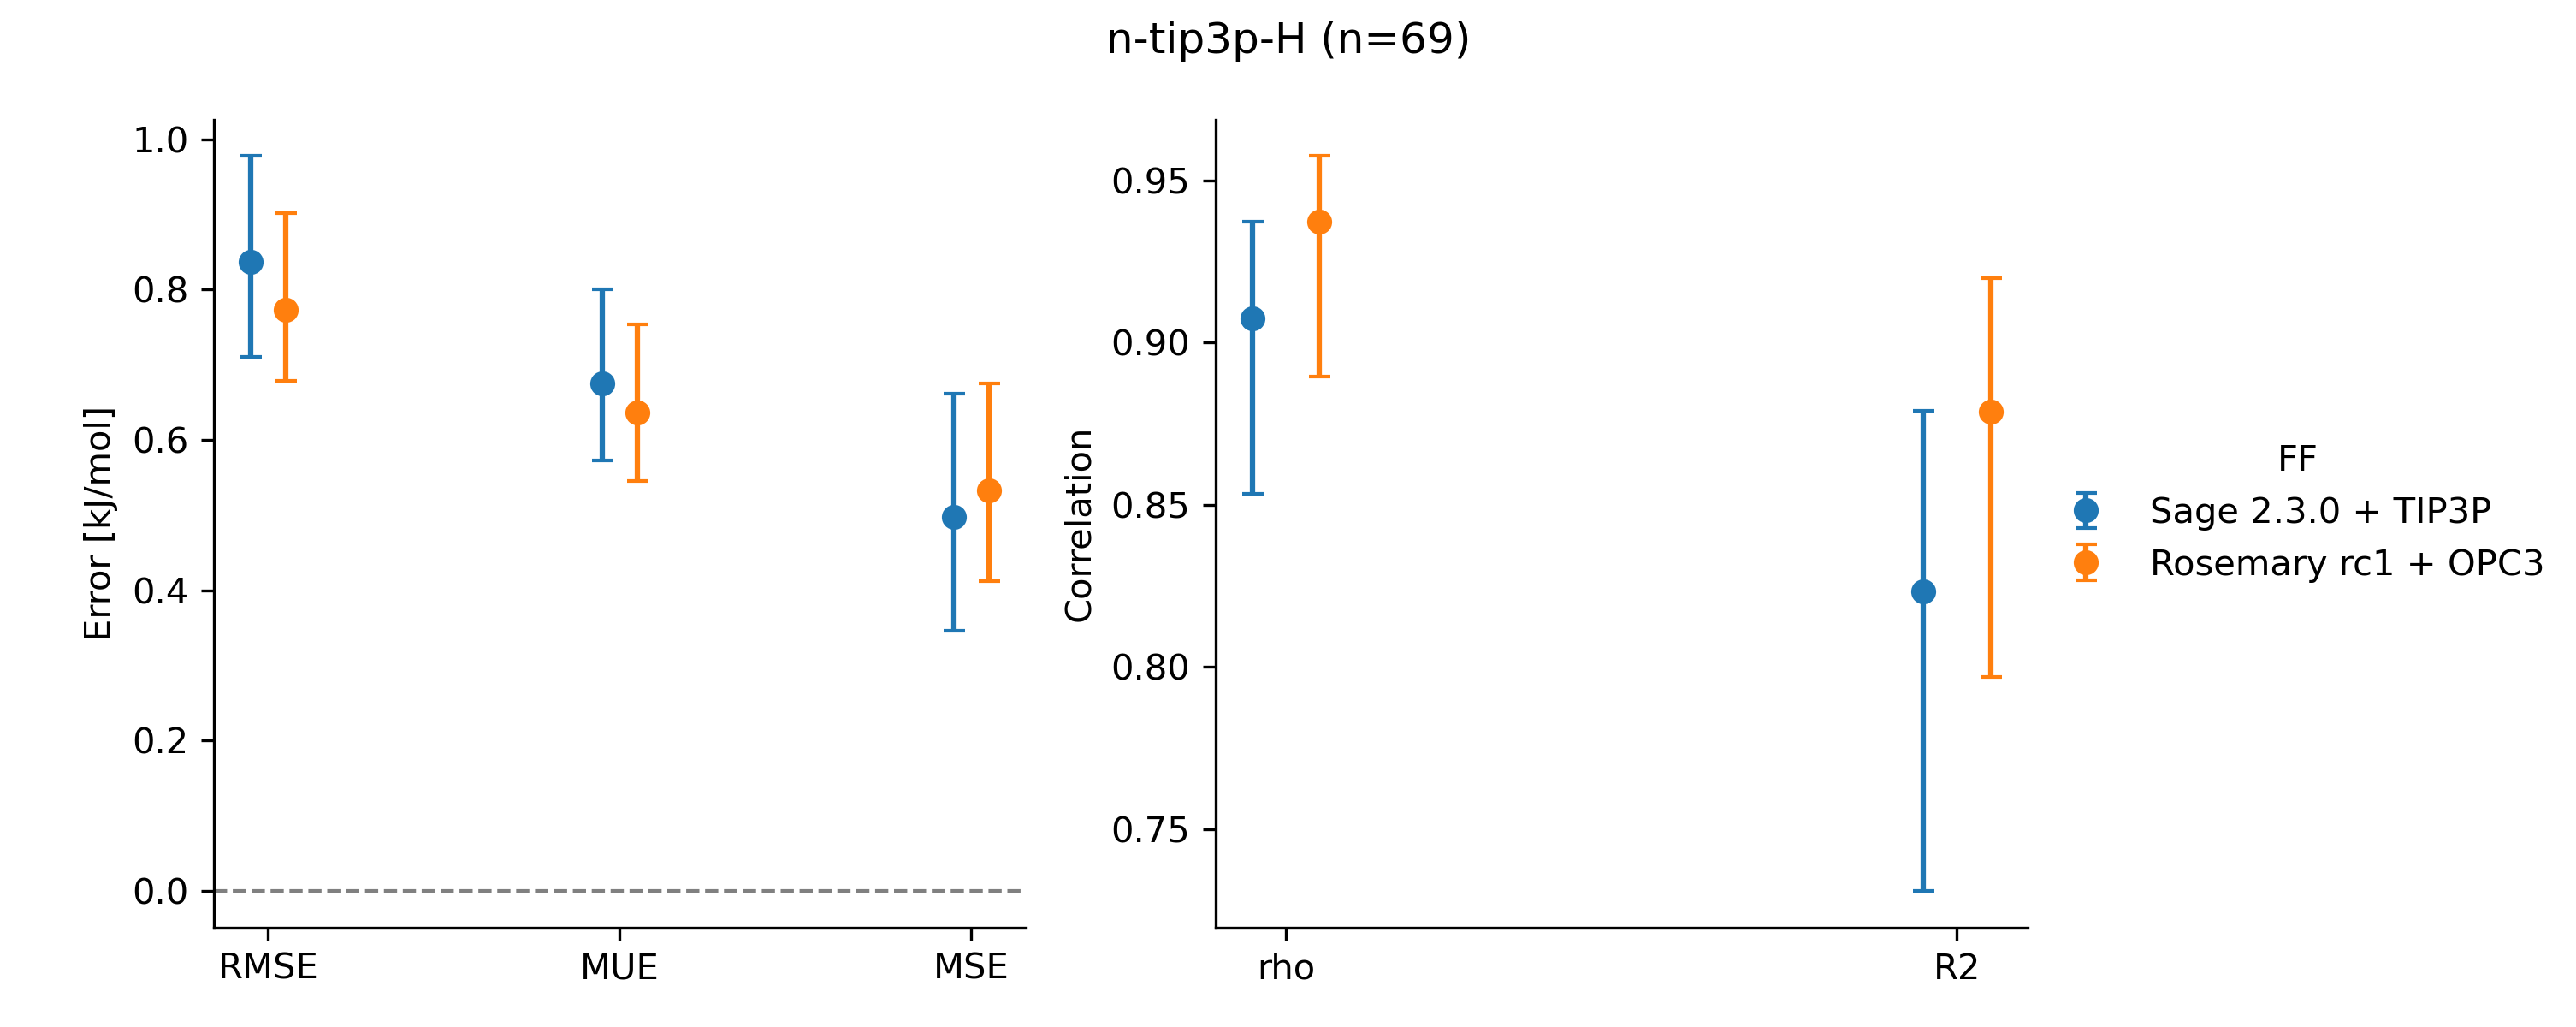 n-tip3p-H (n=69)
Error [kJ/mol]
1.0
0.8
0.6
0.4
0.2
0.0
RMSE
MUE
MSE
Correlation
0.95
0.90
0.85
0.80
0.75
rho
R2
FF
Sage 2.3.0 + TIP3P
Rosemary rc1 + OPC3